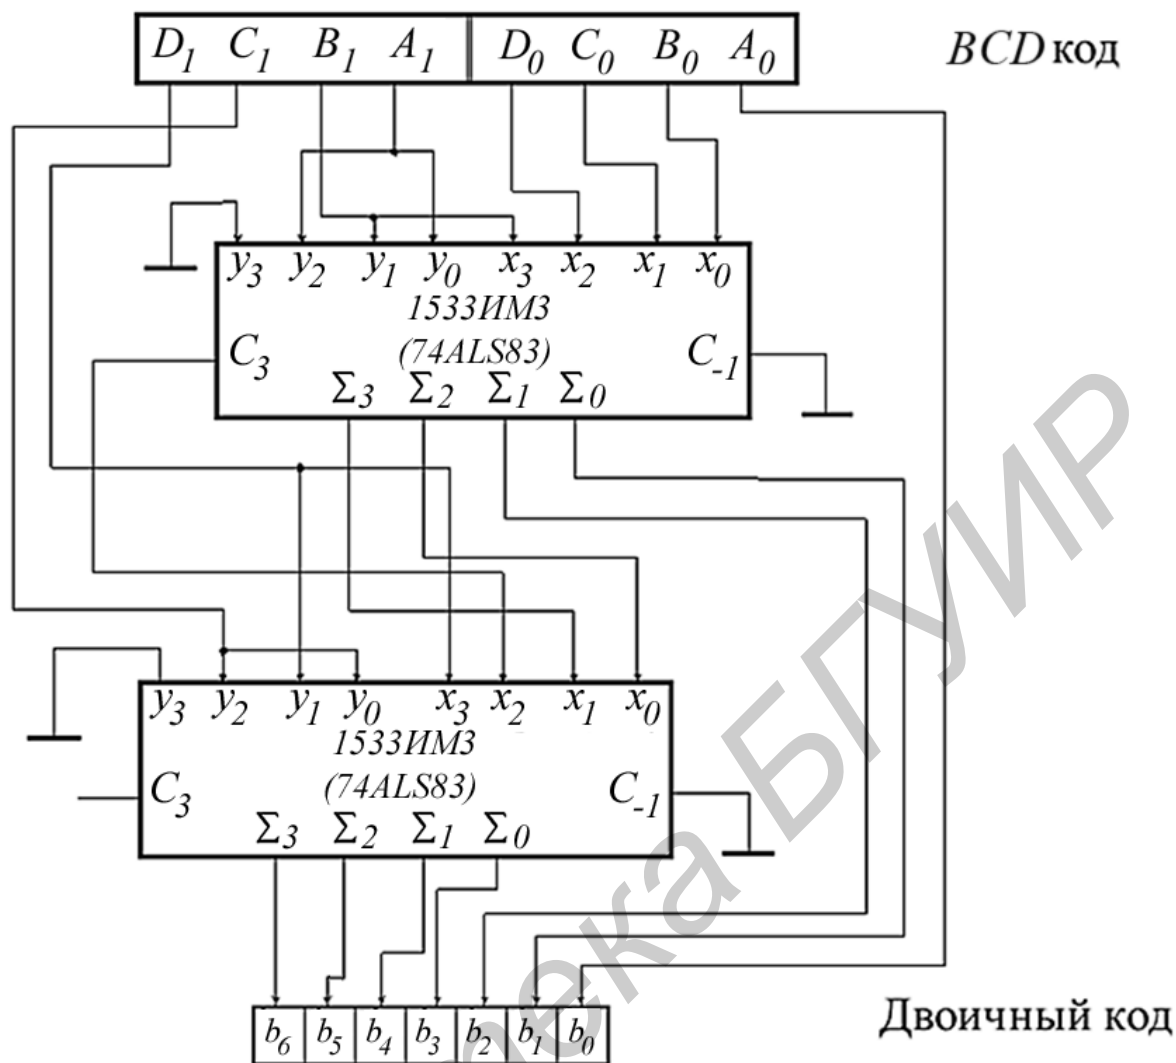 D₁ C₁ B₁ A₁ D₀ C₀ B₀ A₀
BCD код
y₃ y₂ y₁ y₀ x₃ x₂ x₁ x₀
1533ИМ3
(74ALS83)
C₃ C₋₁
Σ₃ Σ₂ Σ₁ Σ₀
y₃ y₂ y₁ y₀ x₃ x₂ x₁ x₀
1533ИМ3
(74ALS83)
C₃ C₋₁
Σ₃ Σ₂ Σ₁ Σ₀
b₆ b₅ b₄ b₃ b₂ b₁ b₀
Двоичный код
тека БГУИР